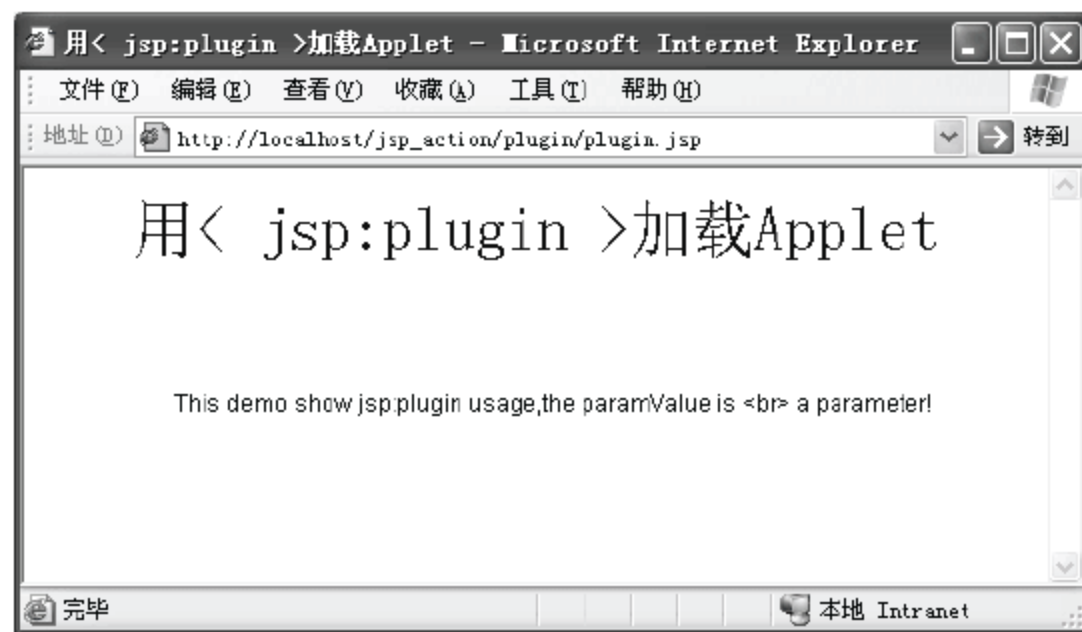 用< jsp:plugin >加载Applet - Microsoft Internet Explorer
文件(F) 编辑(E) 查看(V) 收藏(A) 工具(T) 帮助(H)
地址(D) http://localhost/jsp_action/plugin/plugin.jsp 转到
用< jsp:plugin >加载Applet
This demo show jsp:plugin usage,the paramValue is <br> a parameter!
完毕 本地 Intranet